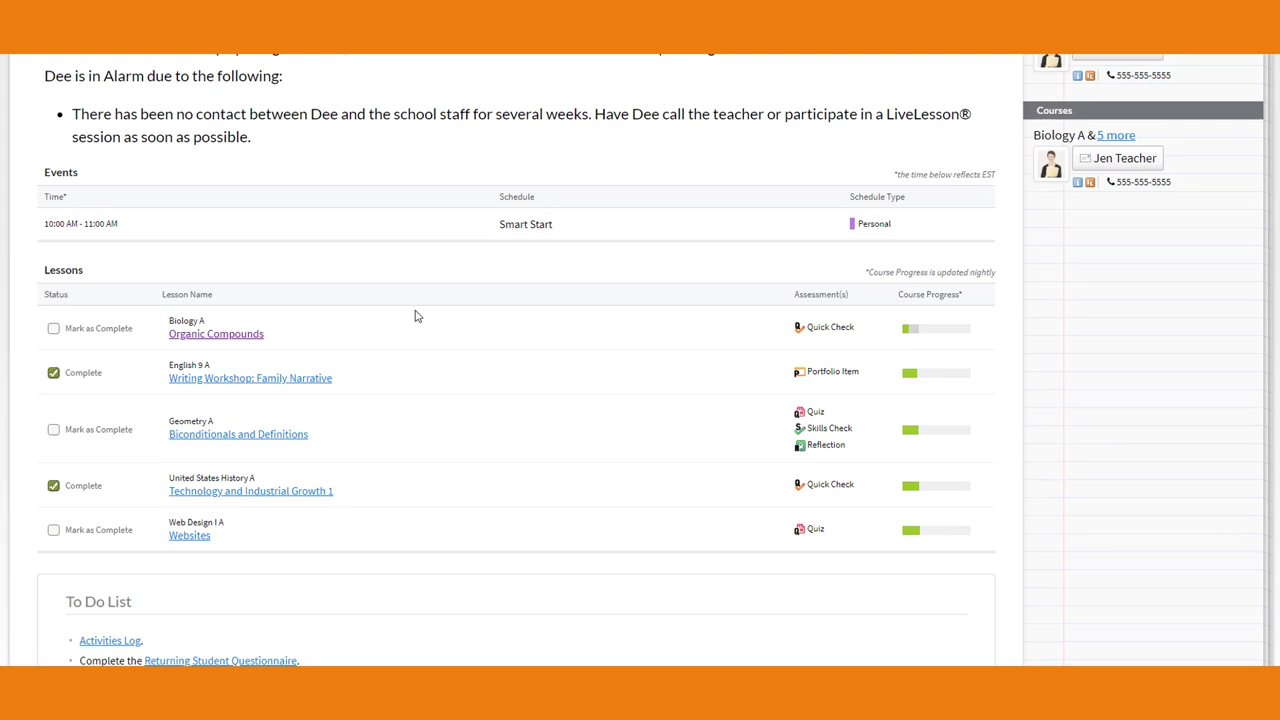 555-555-5555
Dee is in Alarm due to the following:
• There has been no contact between Dee and the school staff for several weeks. Have Dee call the teacher or participate in a LiveLesson®
session as soon as possible.
Events
*the time below reflects EST
Time* Schedule Schedule Type
10:00 AM - 11:00 AM Smart Start Personal
Lessons
*Course Progress is updated nightly
Status Lesson Name Assessment(s) Course Progress*
Biology A
Mark as Complete Organic Compounds Quick Check
English 9 A
Complete Writing Workshop: Family Narrative Portfolio Item
Quiz
Geometry A
Mark as Complete Biconditionals and Definitions Skills Check
Reflection
United States History A
Complete Technology and Industrial Growth 1 Quick Check
Web Design I A
Mark as Complete Websites Quiz
To Do List
• Activities Log.
• Complete the Returning Student Questionnaire.
Courses
Biology A & 5 more
Jen Teacher
555-555-5555